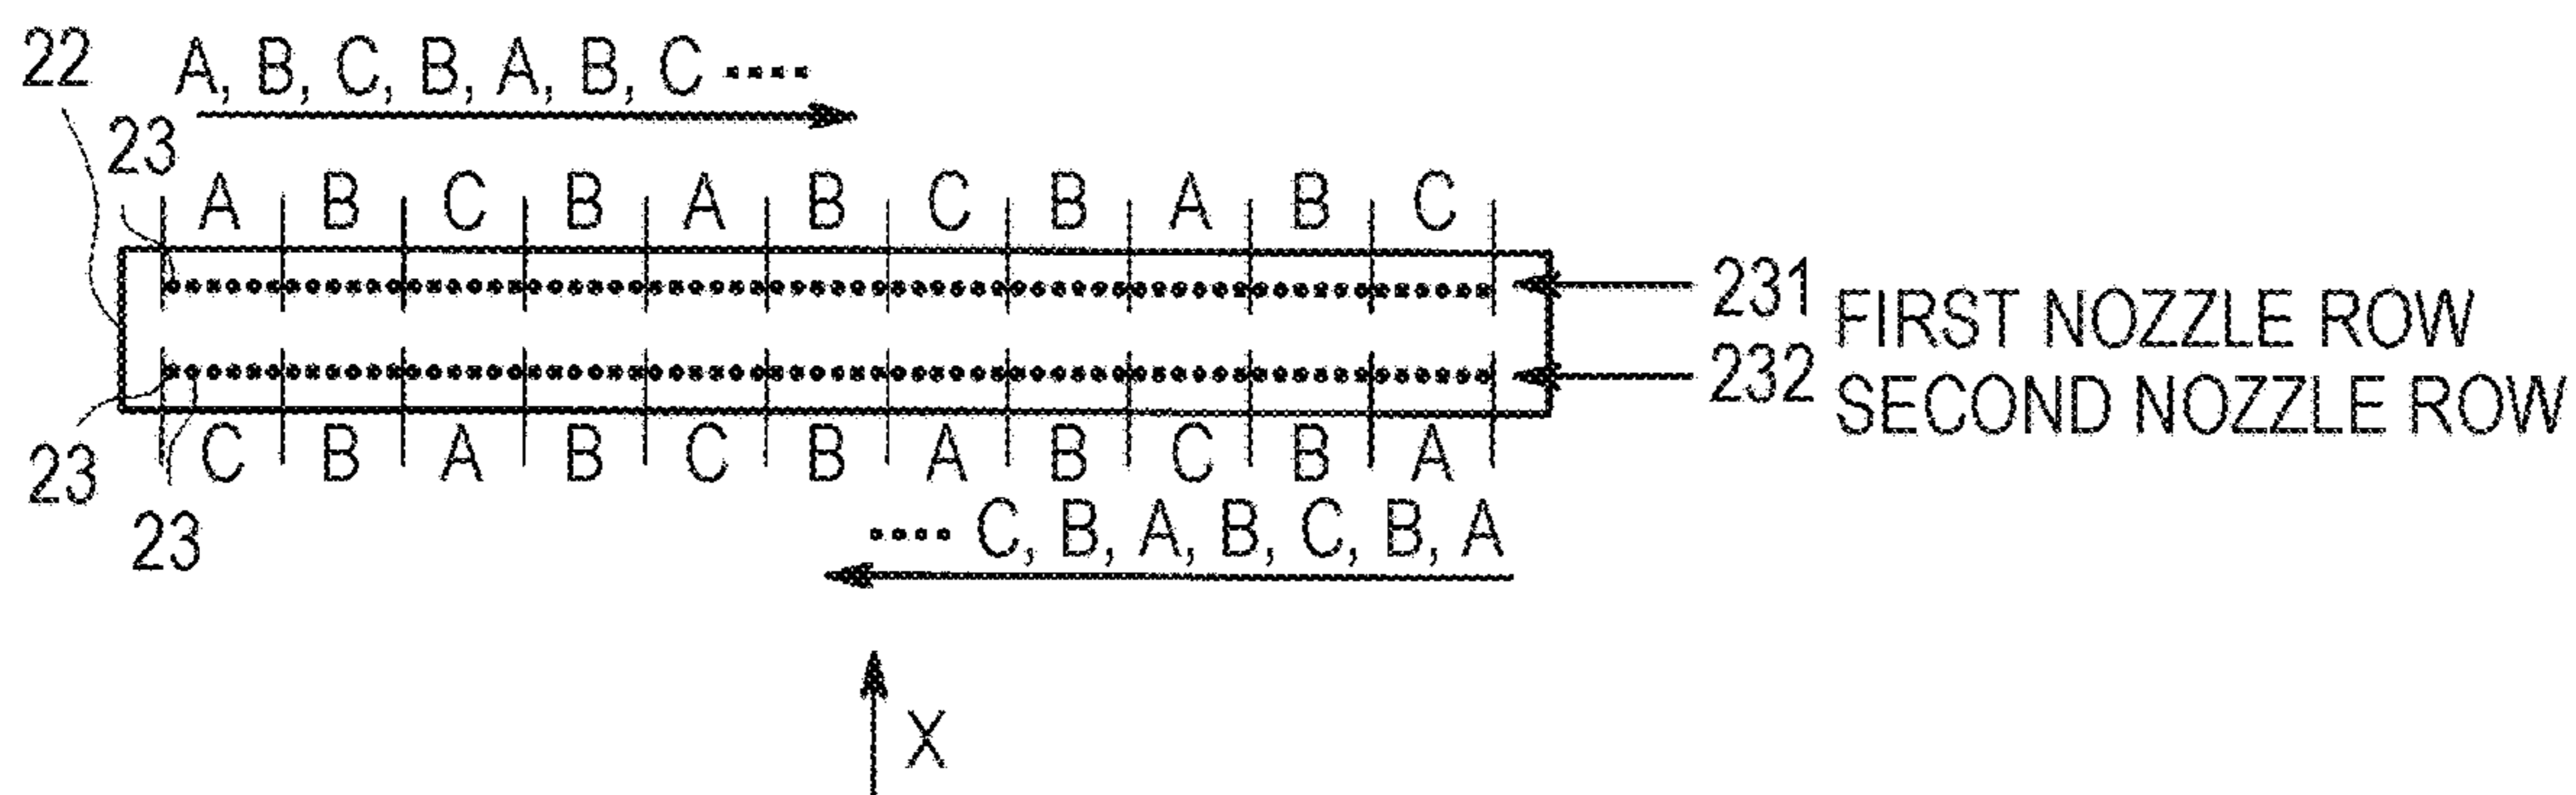 22
A, B, C, B, A, B, C ····
23
A B C B A B C B A B C
231 FIRST NOZZLE ROW
232 SECOND NOZZLE ROW
23
C B A B C B A B C B A
23
···· C, B, A, B, C, B, A
X